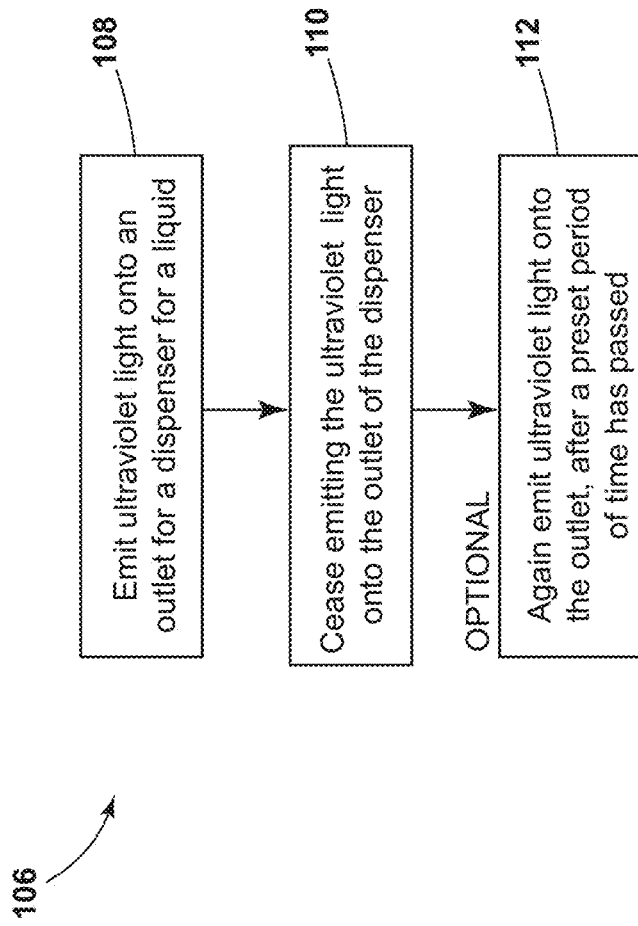 106
108
Emit ultraviolet light onto an
outlet for a dispenser for a liquid
110
Cease emitting the ultraviolet light
onto the outlet of the dispenser
OPTIONAL
112
Again emit ultraviolet light onto
the outlet, after a preset period
of time has passed